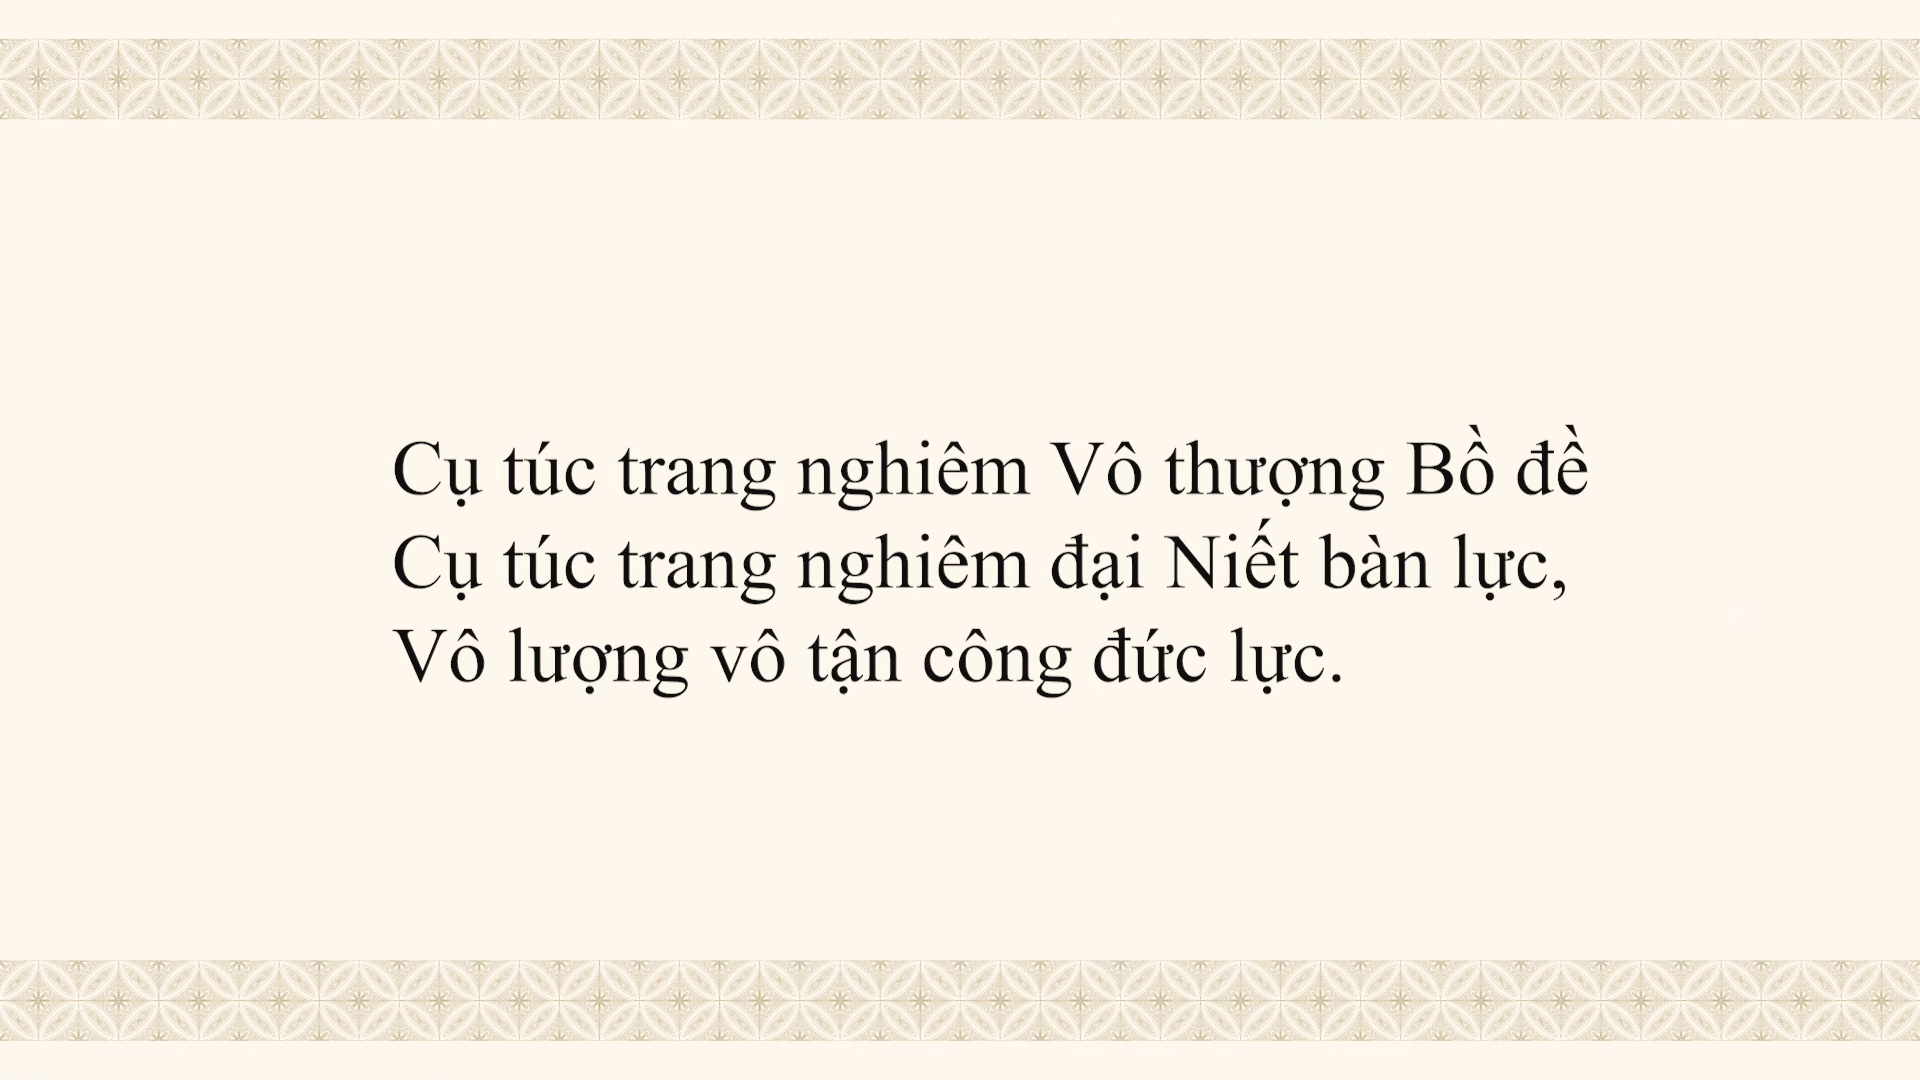 Cụ túc trang nghiêm Vô thượng Bồ đề
Cụ túc trang nghiêm đại Niết bàn lực,
Vô lượng vô tận công đức lực.